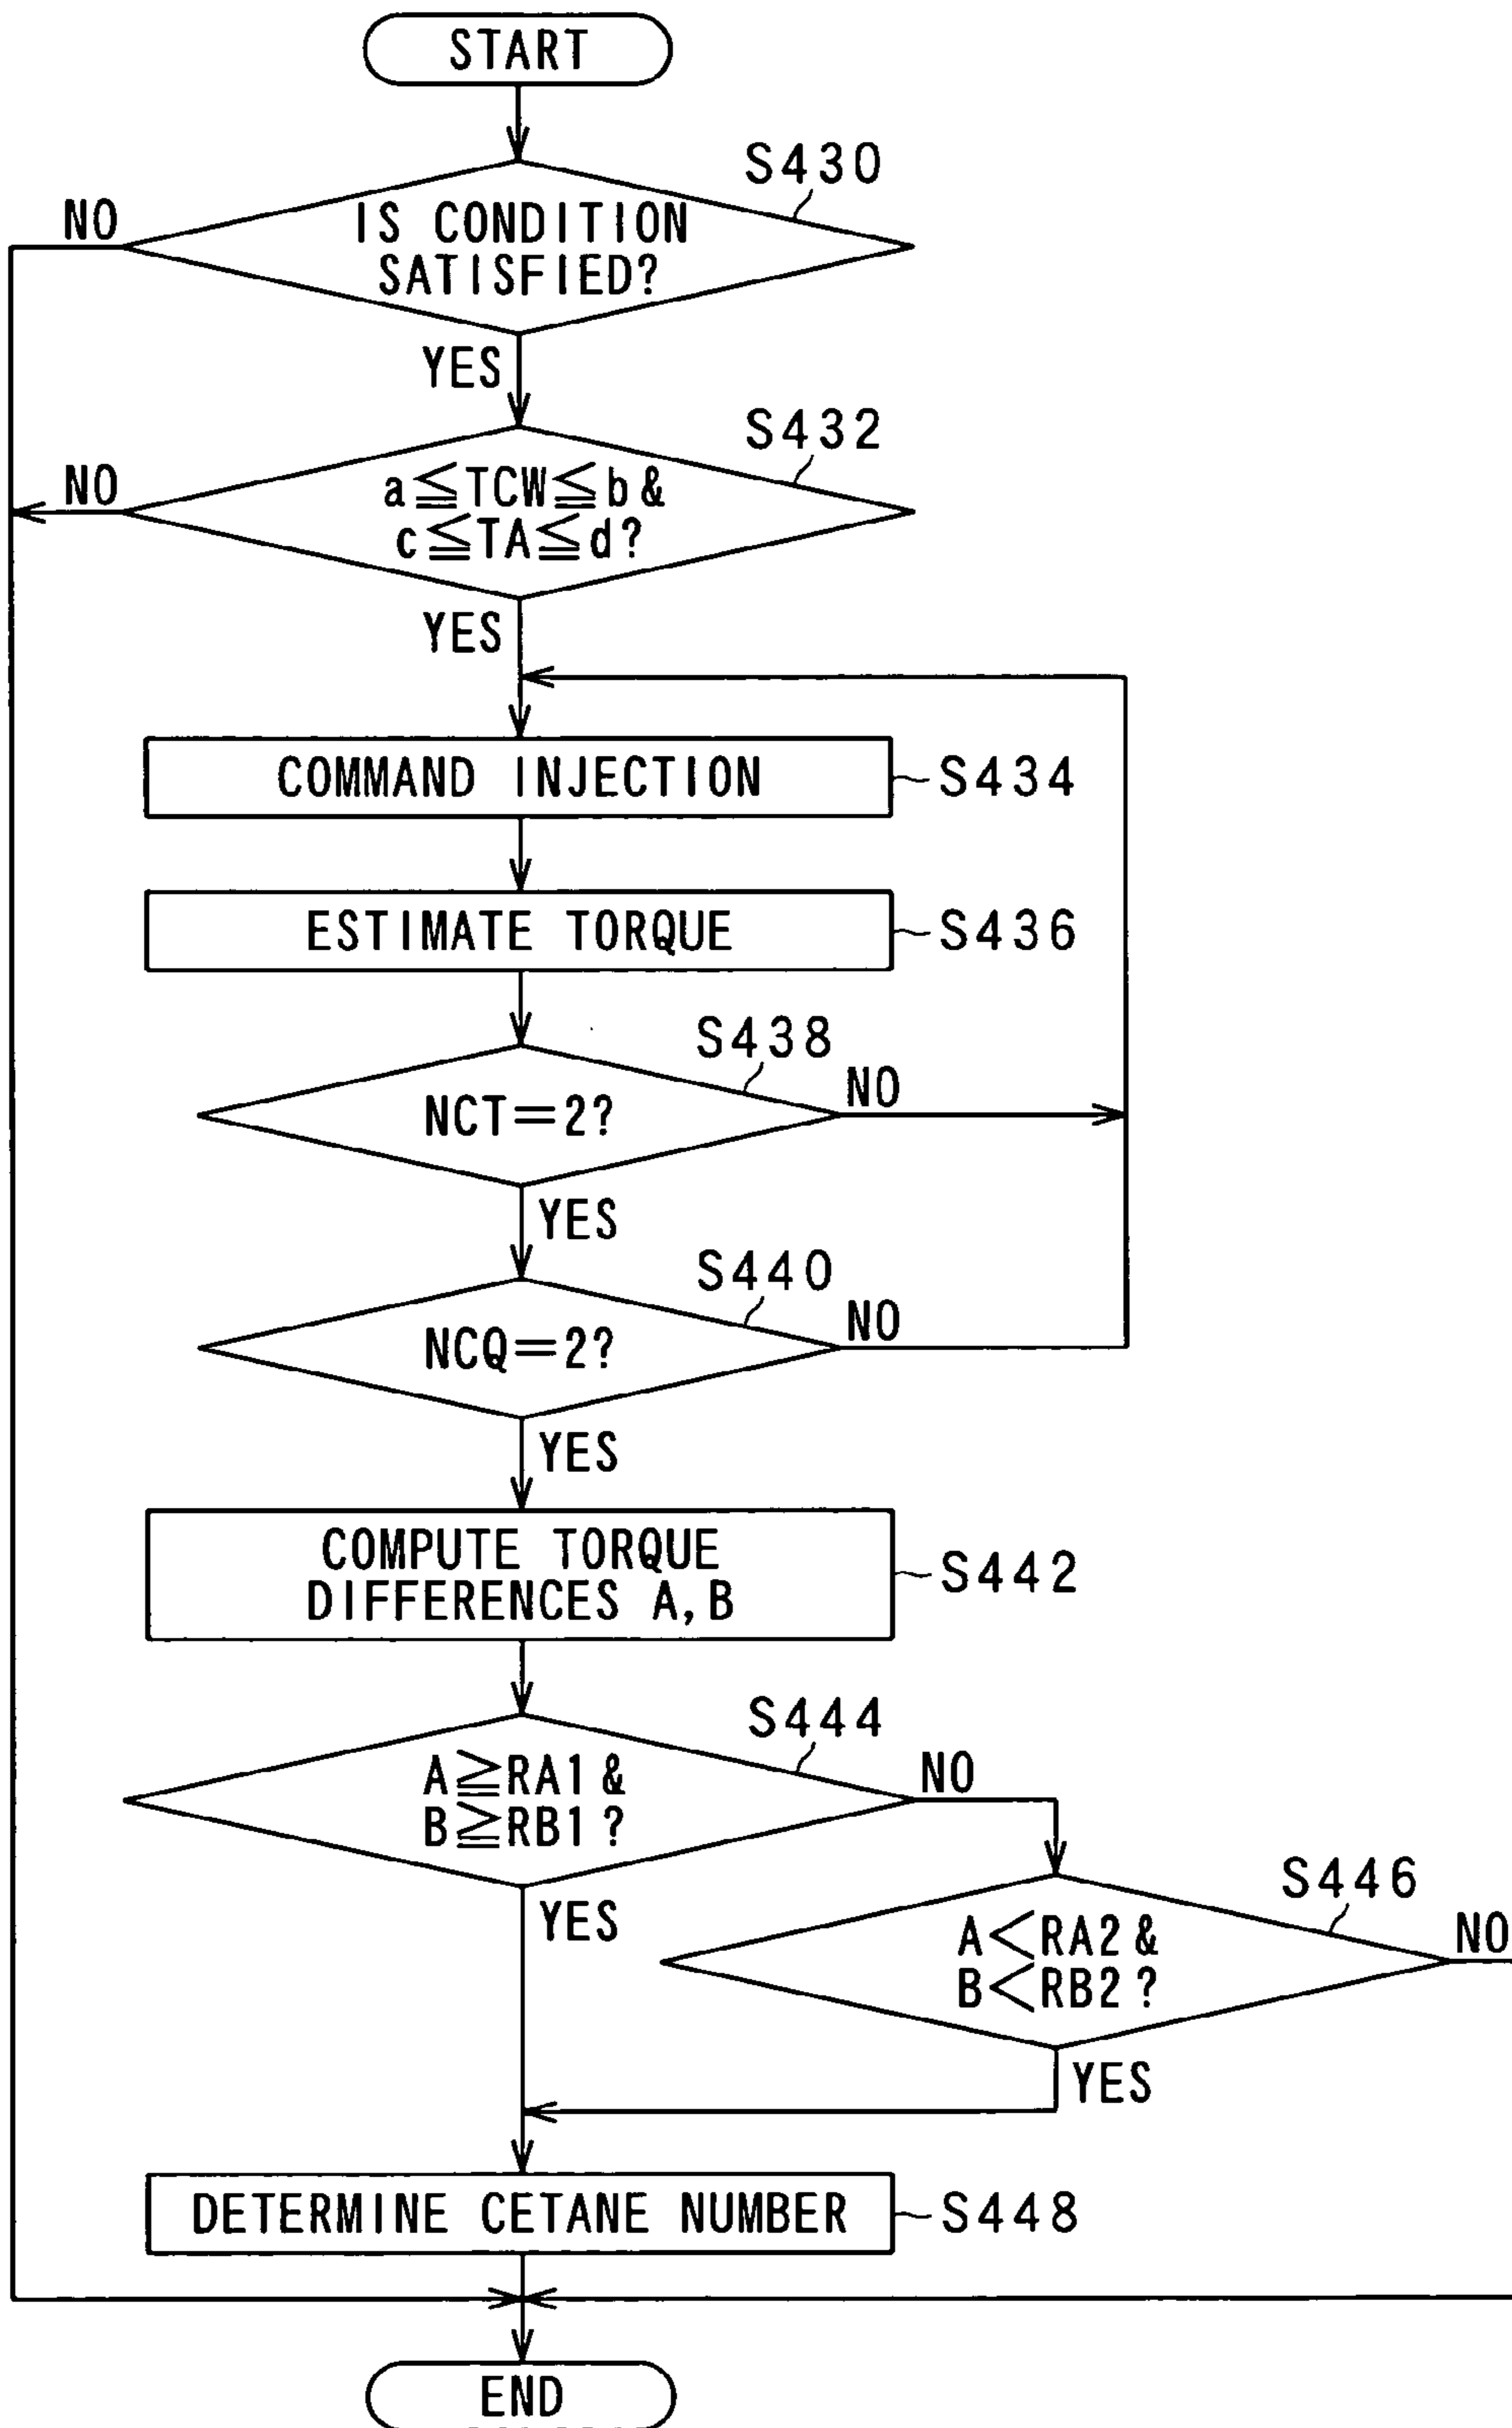 START
S430
NO
IS CONDITION
SATISFIED?
YES
S432
NO
a≦TCW≦b&
c≦TA≦d?
YES
COMMAND INJECTION
S434
ESTIMATE TORQUE
S436
S438
NO
NCT=2?
YES
S440
NO
NCQ=2?
YES
COMPUTE TORQUE
DIFFERENCES A,B
S442
S444
NO
A≧RA1&
B≧RB1?
YES
S446
NO
A<RA2&
B<RB2?
YES
DETERMINE CETANE NUMBER
S448
END